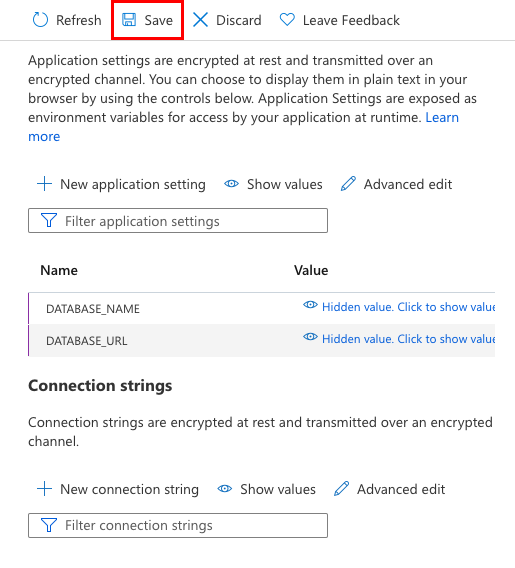 Refresh Save Discard Leave Feedback
Application settings are encrypted at rest and transmitted over an
encrypted channel. You can choose to display them in plain text in your
browser by using the controls below. Application Settings are exposed as
environment variables for access by your application at runtime. Learn
more
New application setting Show values Advanced edit
Filter application settings
Name Value
DATABASE_NAME Hidden value. Click to show value
DATABASE_URL Hidden value. Click to show value
Connection strings
Connection strings are encrypted at rest and transmitted over an encrypted
channel.
New connection string Show values Advanced edit
Filter connection strings